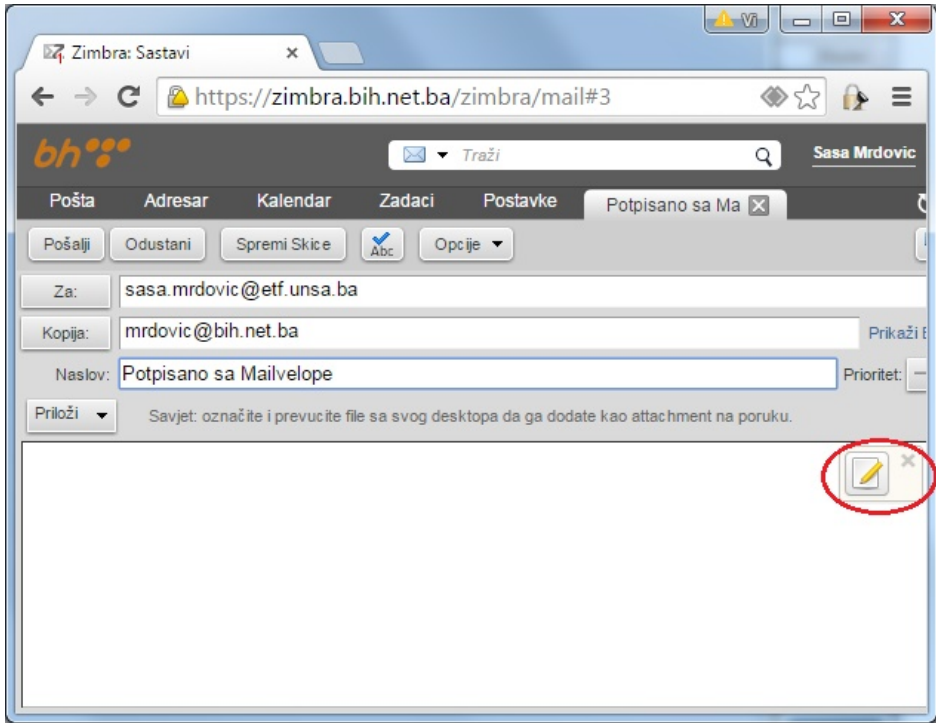 Vi
Zimbra: Sastavi
https://zimbra.bih.net.ba/zimbra/mail#3
bh
Traži
Sasa Mrdovic
Pošta Adresar Kalendar Zadaci Postavke Potpisano sa Ma
Pošalji Odustani Spremi Skice Abc Opcije
Za: sasa.mrdovic@etf.unsa.ba
Kopija: mrdovic@bih.net.ba Prikaži
Naslov: Potpisano sa Mailvelope Prioritet:
Priloži Savjet: označite i prevucite file sa svog desktopa da ga dodate kao attachment na poruku.